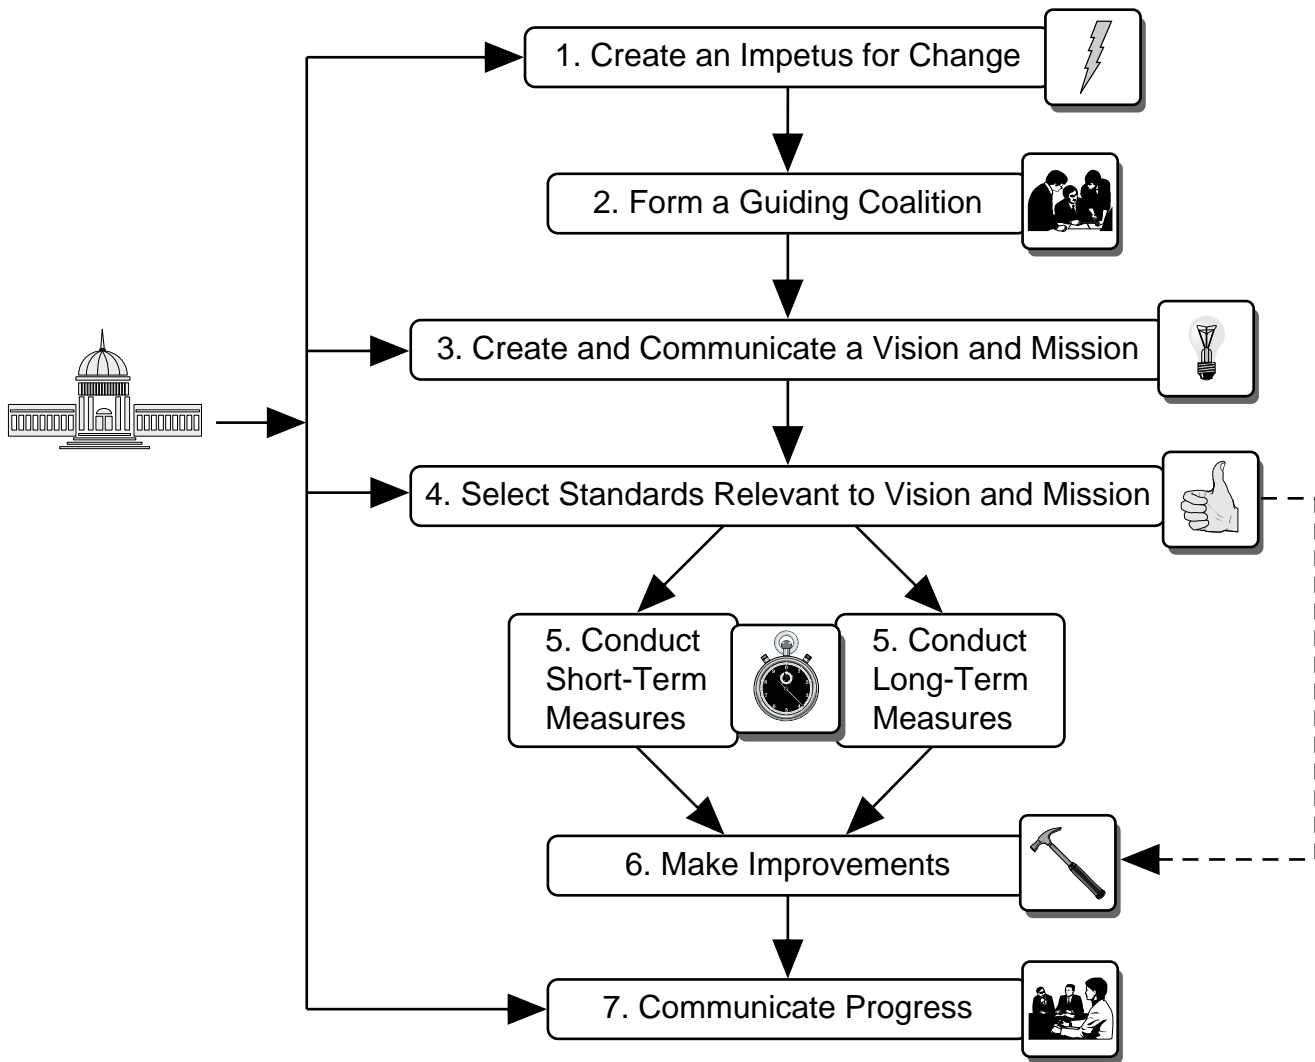 1. Create an Impetus for Change
2. Form a Guiding Coalition
3. Create and Communicate a Vision and Mission
4. Select Standards Relevant to Vision and Mission
5. Conduct
Short-Term
Measures
5. Conduct
Long-Term
Measures
6. Make Improvements
7. Communicate Progress